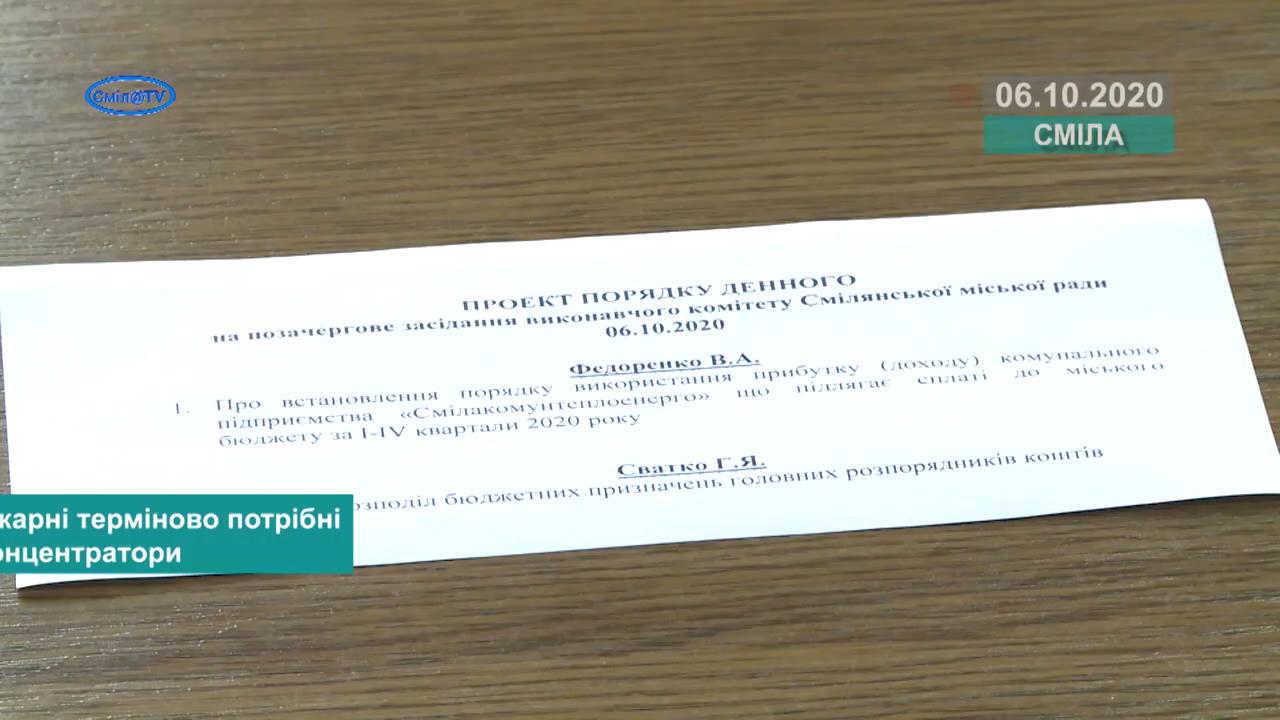 Сміл@TV
06.10.2020
СМІЛА
ПРОЕКТ ПОРЯДКУ ДЕННОГО
на позачергове засідання виконавчого комітету Смілянської міської ради
06.10.2020
Федоренко В.А.
1. Про встановлення порядку використання прибутку (доходу) комунального
підприємства «Смілакомунтеплоенерго» що підлягає сплаті до міського
бюджету за I-IV квартали 2020 року
Сватко Г.Я.
озподіл бюджетних призначень головних розпорядників коштів
карні терміново потрібні
онцентратори